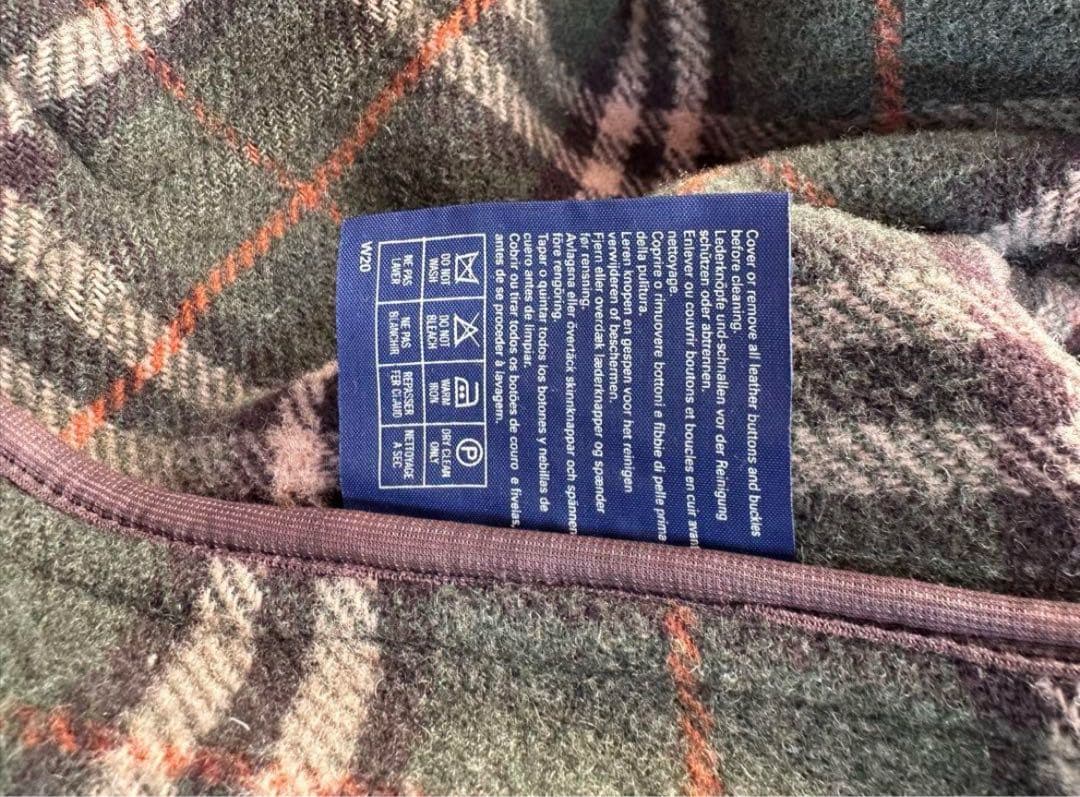 Cover or remove all leather buttons and buckies
before cleaning.
Lederknöpfe und-schnallen vor der Reinigung
schützen oder abtrennen.
Enlever ou couvrir boutons et boucles en cuir avant
nettoyage.
Coprire o rimuovere bottoni e fibbie di pelle prima
della pulitura.
Leren knopen en gespen voor het reinigen
verwijderen of beschermen.
Fjern eller overdæk læderknapper og spænder
før rensning.
Avlagsna eller övertäck skinnknappar och spännen
före rengöring.
Tapar o quintar todos los botones y nebillas de
cuero antes de limpiar.
Cobrir ou tirar todos os botões de couro e fivelas,
antes de se proceder à lavagem.
P
DO NOT WASH
DO NOT BLEACH
WARM IRON
DRY CLEAN ONLY
NE PAS LAVER
NE PAS BLANCHIR
REPASSER FER CLAUD
NETTOYAGE A SEC
W20